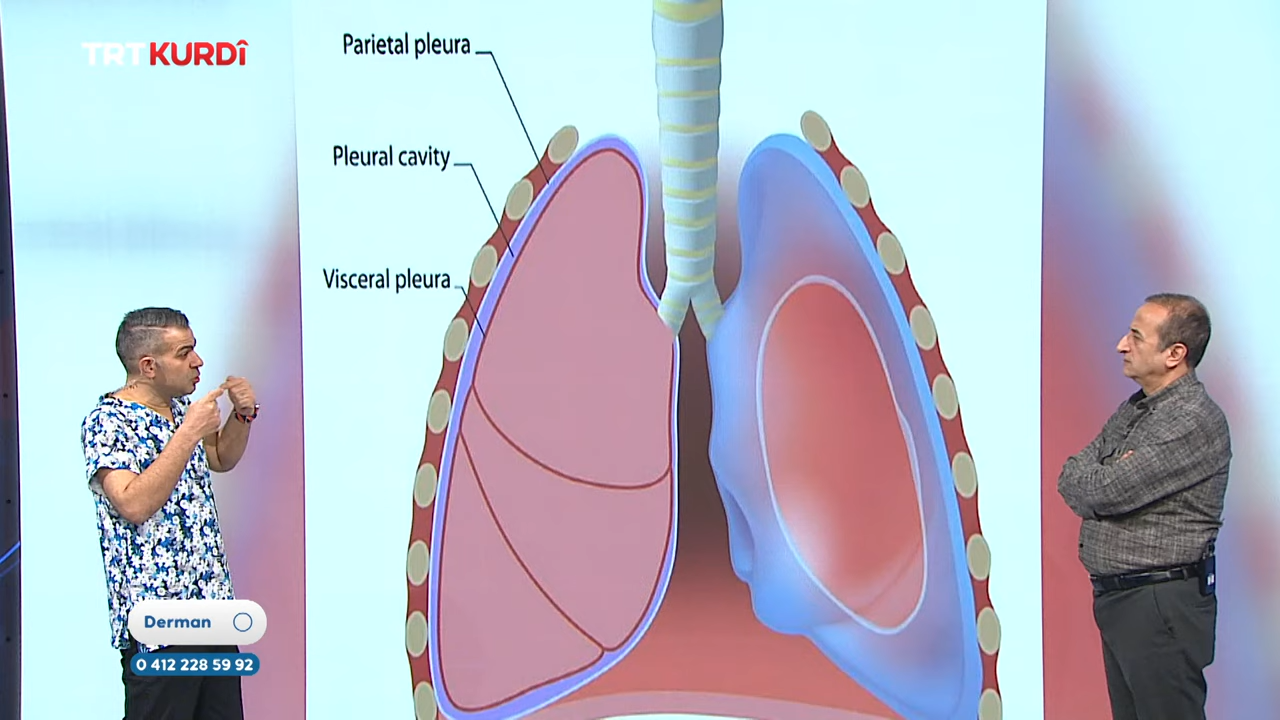 TRT KURDÎ
Parietal pleura
Pleural cavity
Visceral pleura
Derman
0 412 228 59 92